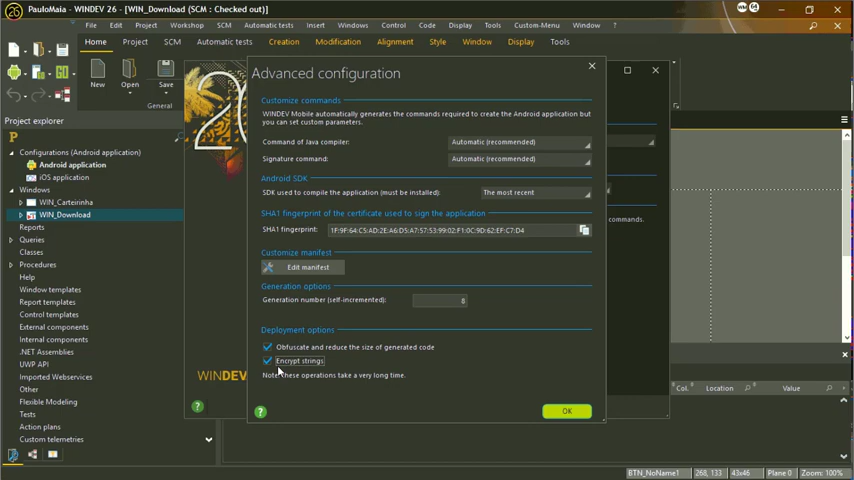 26 PauloMaia - WINDEV 26 - [WIN_Download (SCM : Checked out)]
WM 64
File Edit Project Workshop SCM Automatic tests Insert Control Code Display Tools Custom-Menu Window
Home Project SCM Automatic tests Creation Modification Alignment Style Window Display Tools
GO
New Open Save
General
Project explorer
Configurations (Android application)
Android application
iOS application
Windows
WIN_Carteirinha
WIN_Download
Reports
Queries
Classes
Procedures
Help
Window templates
Report templates
Control templates
External components
Internal components
.NET Assemblies
UWP API
Imported Webservices
Other
Flexible Modeling
Tests
Action plans
Custom telemetries
WINDEV
Advanced configuration
Customize commands
WINDEV Mobile automatically generates the commands required to create the Android application but
you can set custom parameters.
Command of Java compiler: Automatic (recommended)
Signature command: Automatic (recommended)
Android SDK
SDK used to compile the application (must be installed): The most recent
SHA1 fingerprint of the certificate used to sign the application
SHA1 fingerprint: 1F:9F:64:C5:AD:2E:A6:D5:A7:57:53:99:02:F1:0C:9D:62:EF:C7:D4
Customize manifest
Edit manifest
Generation options
Generation number (self-incremented): 8
Deployment options
Obfuscate and reduce the size of generated code
Encrypt strings
Note: these operations take a very long time.
OK
commands.
Col. Location Value
BTN_NoName1 268, 133 43x46 Plane 0 Zoom: 100%